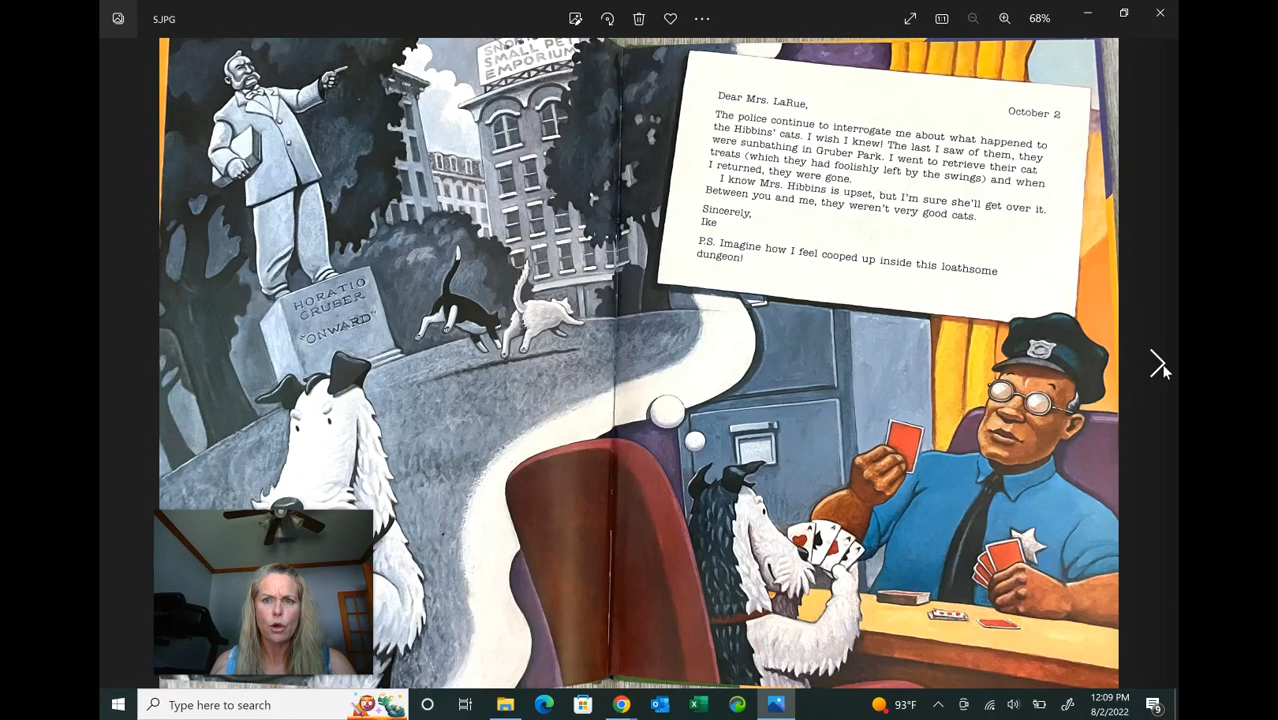 5.JPG
68%
SMALL PET
EMPORIUM
HORATIO
GRUBER
"ONWARD"
October 2
Dear Mrs. LaRue,
The police continue to interrogate me about what happened to
the Hibbins' cats. I wish I knew! The last I saw of them, they
were sunbathing in Gruber Park. I went to retrieve their cat
treats (which they had foolishly left by the swings) and when
I returned, they were gone.
I know Mrs. Hibbins is upset, but I'm sure she'll get over it.
Between you and me, they weren't very good cats.
Sincerely,
Ike
P.S. Imagine how I feel cooped up inside this loathsome
dungeon!
Type here to search
93°F
12:09 PM
8/2/2022